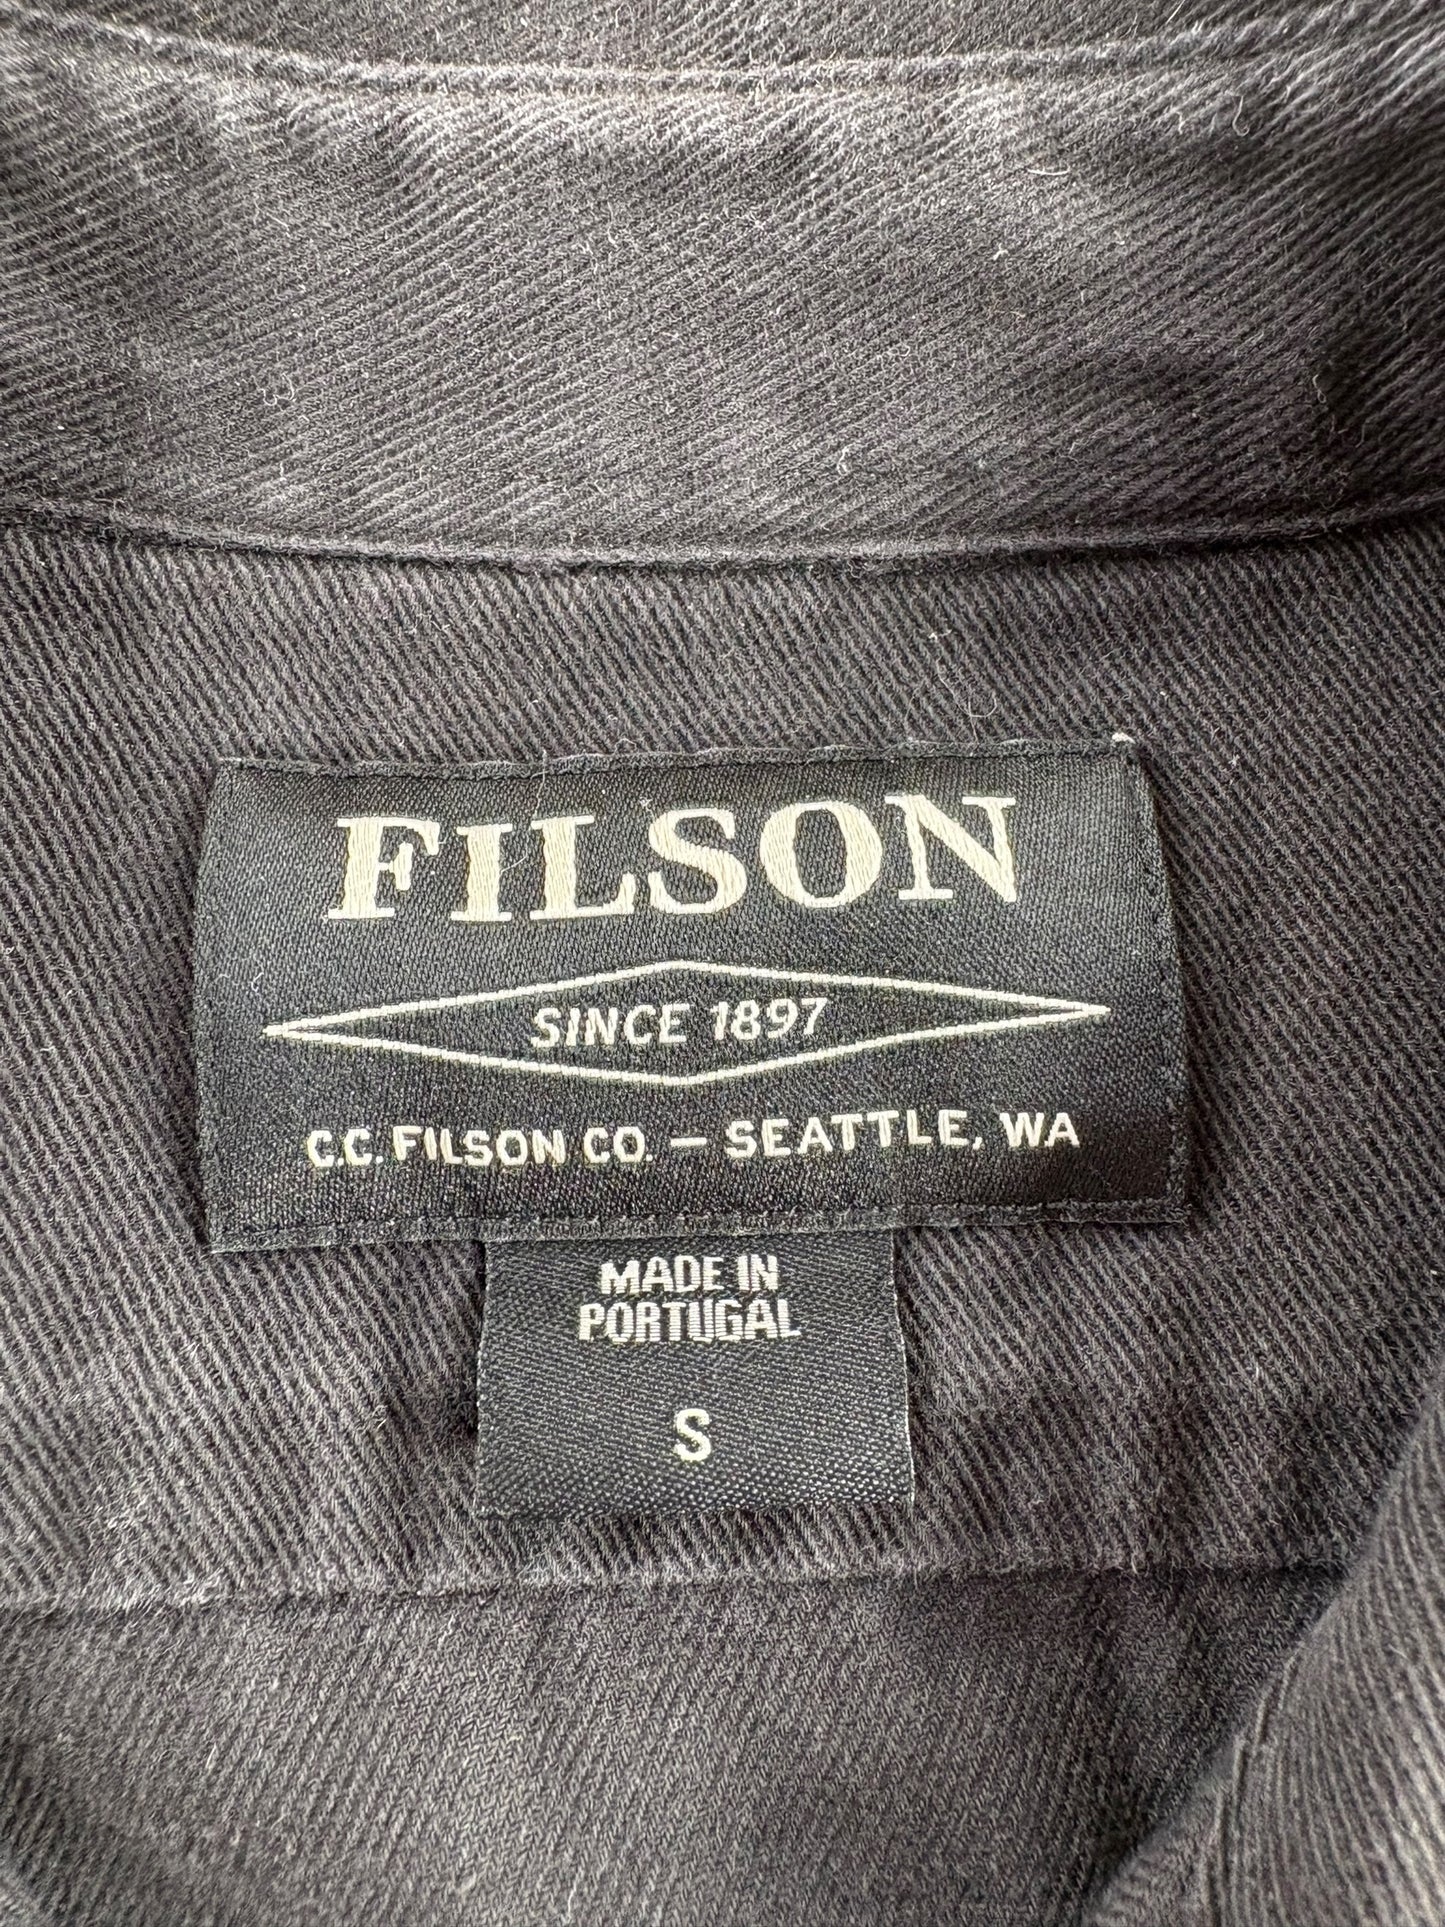 FILSON
SINCE 1897
C.C. FILSON CO. — SEATTLE, WA
MADE IN
PORTUGAL
S